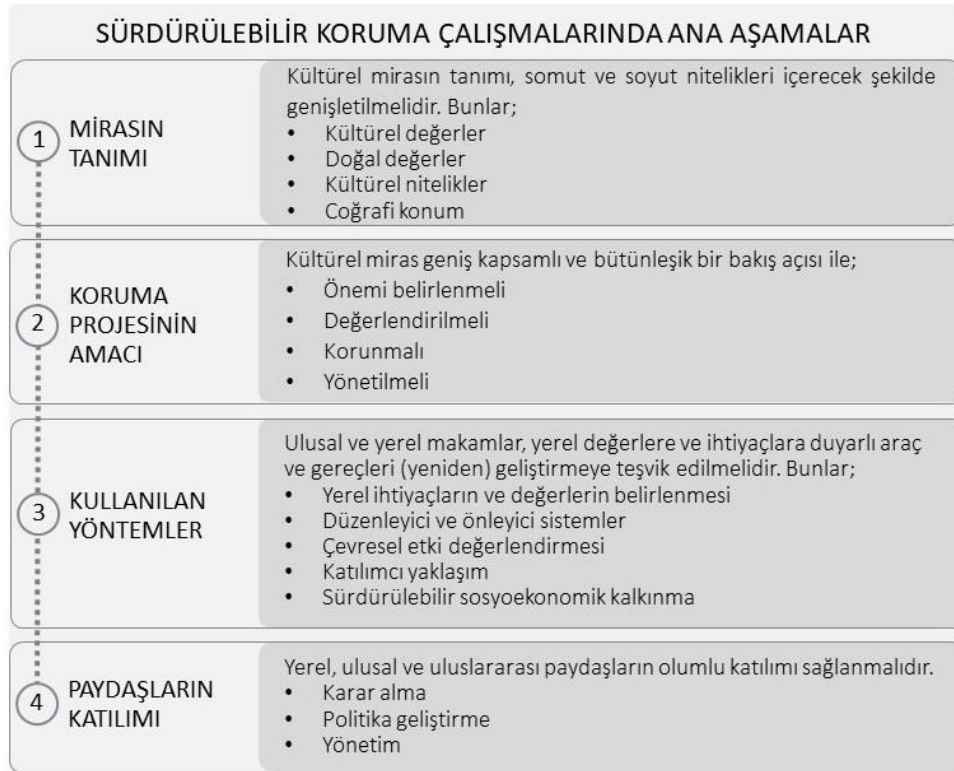 SÜRDÜRÜLEBİLİR KORUMA ÇALIŞMALARINDA ANA AŞAMALAR
1
MİRASIN
TANIMI
Kültürel mirasın tanımı, somut ve soyut nitelikleri içerecek şekilde
genişletilmelidir. Bunlar;
• Kültürel değerler
• Doğal değerler
• Kültürel nitelikler
• Coğrafi konum
2
KORUMA
PROJESİNİN
AMACI
Kültürel miras geniş kapsamlı ve bütünleşik bir bakış açısı ile;
• Önemi belirlenmeli
• Değerlendirilmeli
• Korunmalı
• Yönetilmeli
3
KULLANILAN
YÖNTEMLER
Ulusal ve yerel makamlar, yerel değerlere ve ihtiyaçlara duyarlı araç
ve gereçleri (yeniden) geliştirmeye teşvik edilmelidir. Bunlar;
• Yerel ihtiyaçların ve değerlerin belirlenmesi
• Düzenleyici ve önleyici sistemler
• Çevresel etki değerlendirmesi
• Katılımcı yaklaşım
• Sürdürülebilir sosyoekonomik kalkınma
4
PAYDAŞLARIN
KATILIMI
Yerel, ulusal ve uluslararası paydaşların olumlu katılımı sağlanmalıdır.
• Karar alma
• Politika geliştirme
• Yönetim